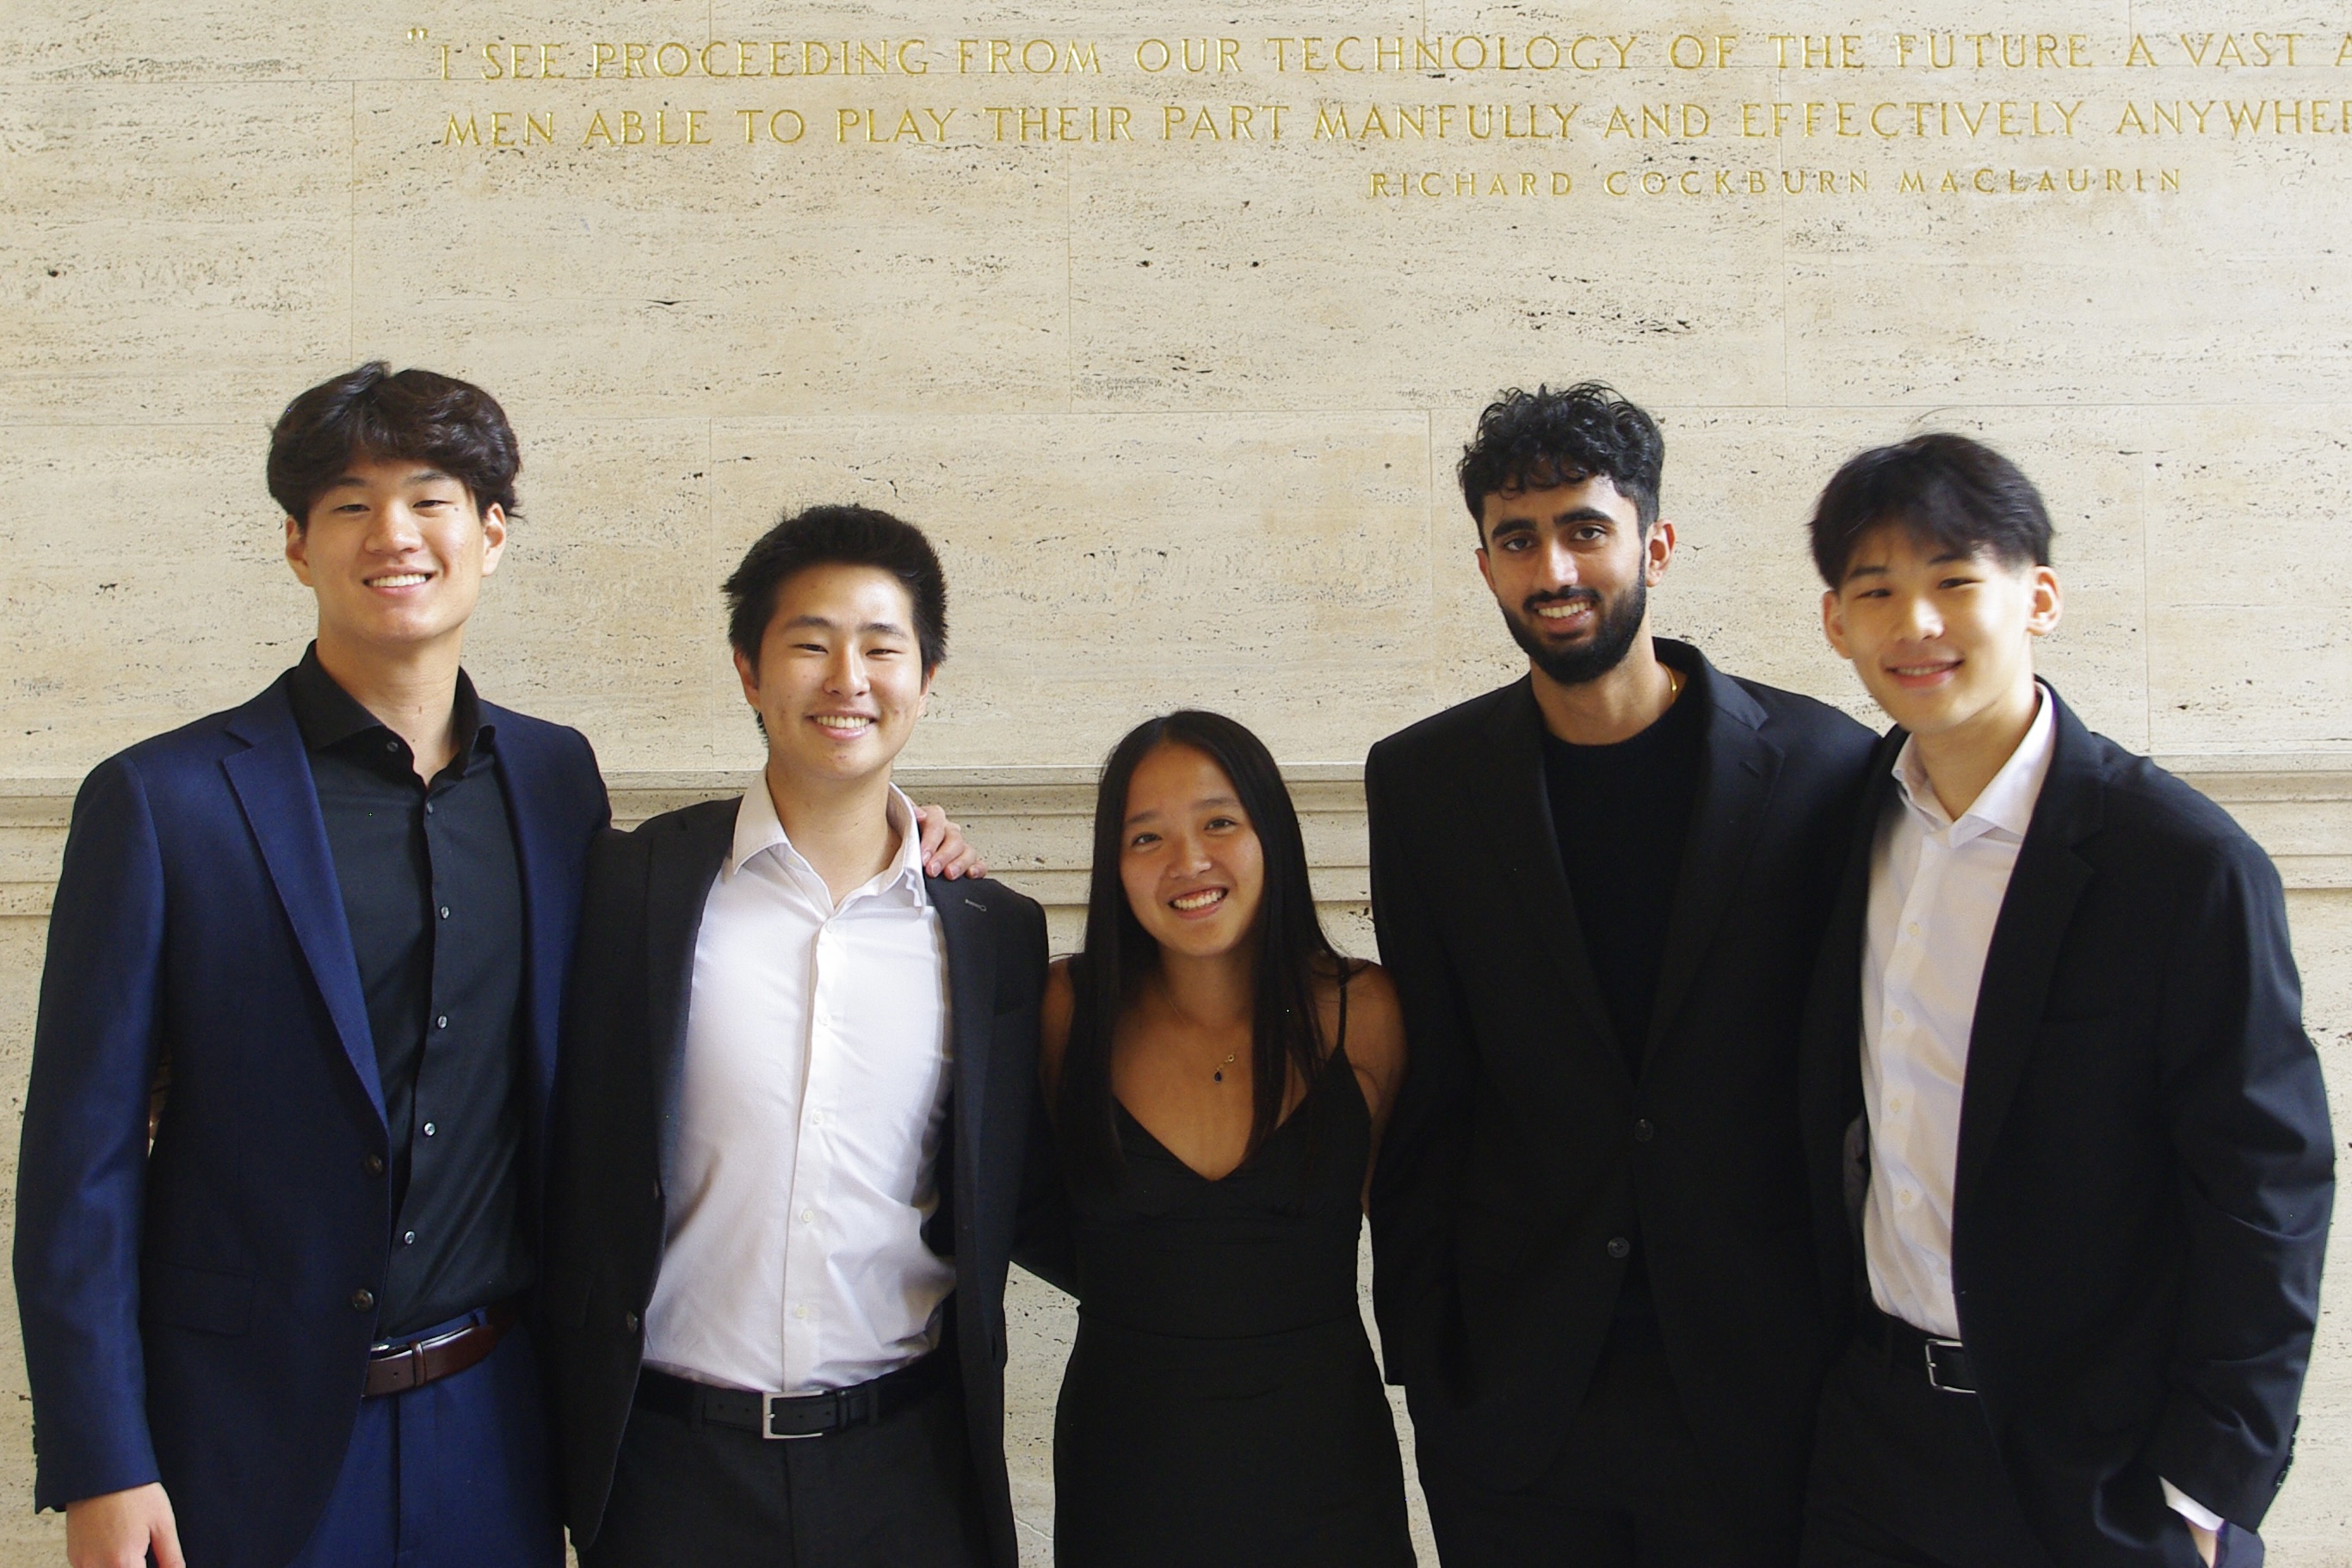 "I SEE PROCEEDING FROM OUR TECHNOLOGY OF THE FUTURE A VAST
MEN ABLE TO PLAY THEIR PART MANFULLY AND EFFECTIVELY
RICHARD COCKBURN MACLAURIN